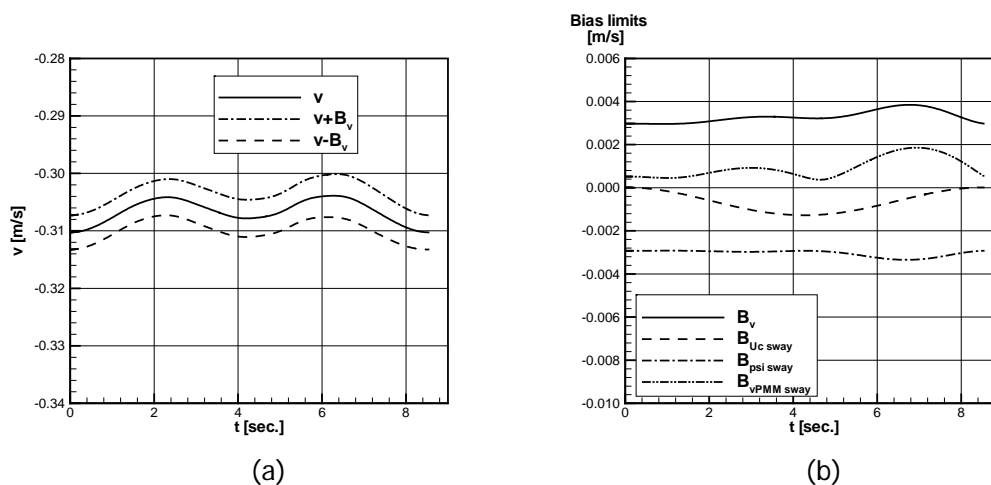 -0.28
-0.29
-0.30
-0.31
-0.32
-0.33
-0.34
v [m/s]
v
v+Bv
v-Bv
0 2 4 6 8
t [sec.]
(a)
Bias limits
[m/s]
0.006
0.004
0.002
0.000
-0.002
-0.004
-0.006
-0.008
-0.010
Bv
BUc sway
Bpsi sway
BvPMM sway
0 2 4 6 8
t [sec.]
(b)